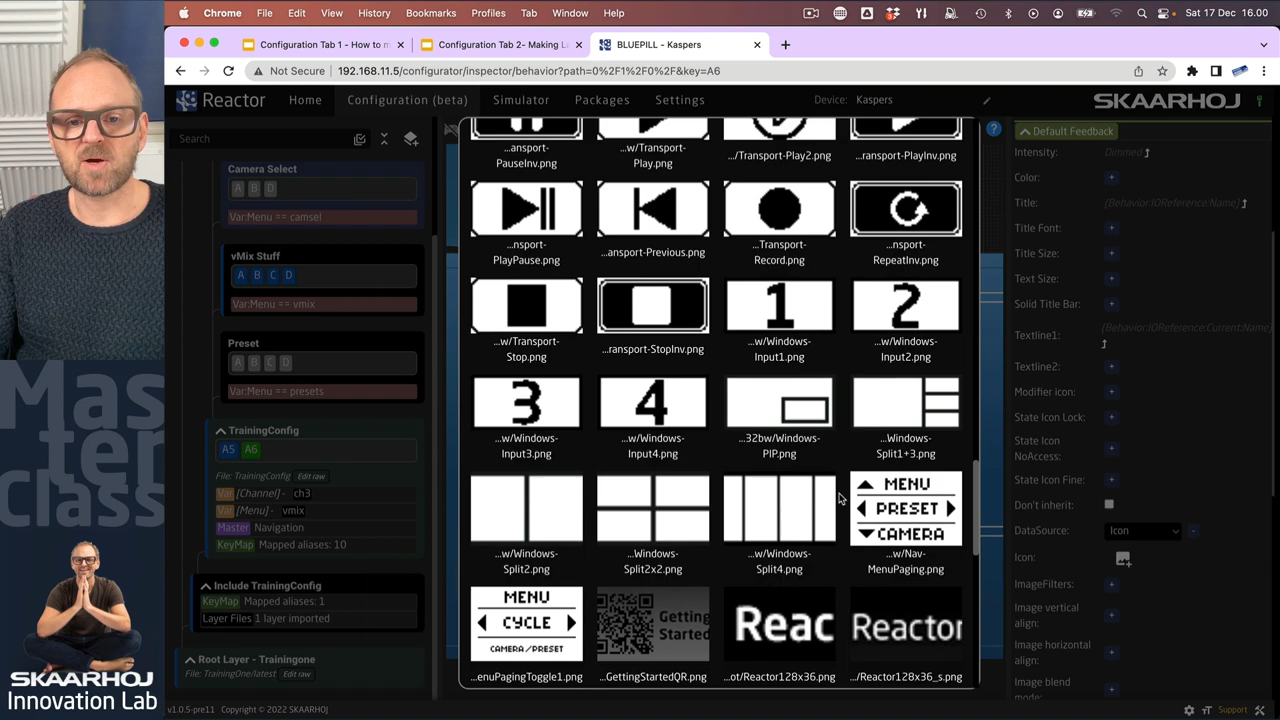 Chrome File Edit View History Bookmarks Profiles Tab Window Help Sat 17 Dec 16.00
Configuration Tab 1 - How to m Configuration Tab 2- Making L BLUEPILL - Kaspers
Not Secure 192.168.11.5/configurator/inspector/behavior?path=0%2F1%2F0%2F&key=A6
Reactor Home Configuration (beta) Simulator Packages Settings Device: Kaspers SKAARHOJ
Search
Camera Select
A B D
Var:Menu == camsel
vMix Stuff
A B C D
Var:Menu == vmix
Preset
A B C D
Var:Menu == presets
TrainingConfig
A5 A6
File: TrainingConfig Edit raw
Var [Channel] - ch3
Var [Menu] - vmix
Master Navigation
KeyMap Mapped aliases: 10
Include TrainingConfig
KeyMap Mapped aliases: 1
Layer Files 1 layer imported
Root Layer - Trainingone
File: TrainingOne/latest Edit raw
...ansport-
PauseInv.png
...w/Transport-
Play.png
.../Transport-Play2.png
...ransport-PlayInv.png
...nsport-
PlayPause.png
...ansport-Previous.png
...Transport-
Record.png
...nsport-
RepeatInv.png
1
2
...w/Transport-
Stop.png
...ransport-StopInv.png
...w/Windows-
Input1.png
...w/Windows-
Input2.png
3
4
...w/Windows-
Input3.png
...w/Windows-
Input4.png
...32bw/Windows-
PIP.png
...Windows-
Split1+3.png
MENU
PRESET
CAMERA
...w/Windows-
Split2.png
...Windows-
Split2x2.png
...w/Windows-
Split4.png
...w/Nav-
MenuPaging.png
MENU
CYCLE
CAMERA/PRESET
Getting
Started
Reac
Reactor
...enuPagingToggle1.png
...GettingStartedQR.png
...ot/Reactor128x36.png
.../Reactor128x36_s.png
Default Feedback
Intensity: Dimmed
Color:
Title: {Behavior:IOReference:Name}
Title Font:
Title Size:
Text Size:
Solid Title Bar:
Textline1: {Behavior:IOReference:Current:Name}
Textline2:
Modifier icon:
State Icon Lock:
State Icon
NoAccess:
State Icon Fine:
Don't inherit:
DataSource: Icon
Icon:
ImageFilters:
Image vertical
align:
Image horizontal
align:
Image blend
mode:
Master
Class
SKAARHOJ
Innovation Lab
v1.0.5-pre11 Copyright © 2022 SKAARHOJ
Support